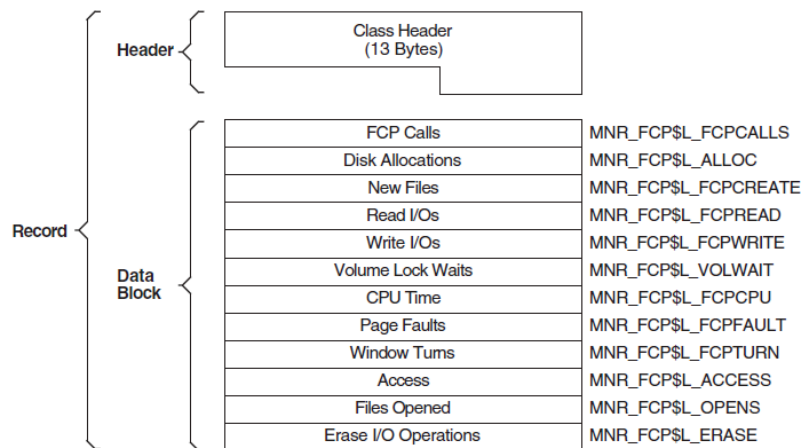 Class Header
(13 Bytes)
Header
FCP Calls MNR_FCP$L_FCPCALLS
Disk Allocations MNR_FCP$L_ALLOC
New Files MNR_FCP$L_FCPCREATE
Read I/Os MNR_FCP$L_FCPREAD
Record
Write I/Os MNR_FCP$L_FCPWRITE
Volume Lock Waits MNR_FCP$L_VOLWAIT
Data
Block
CPU Time MNR_FCP$L_FCPCPU
Page Faults MNR_FCP$L_FCPFAULT
Window Turns MNR_FCP$L_FCPTURN
Access MNR_FCP$L_ACCESS
Files Opened MNR_FCP$L_OPENS
Erase I/O Operations MNR_FCP$L_ERASE